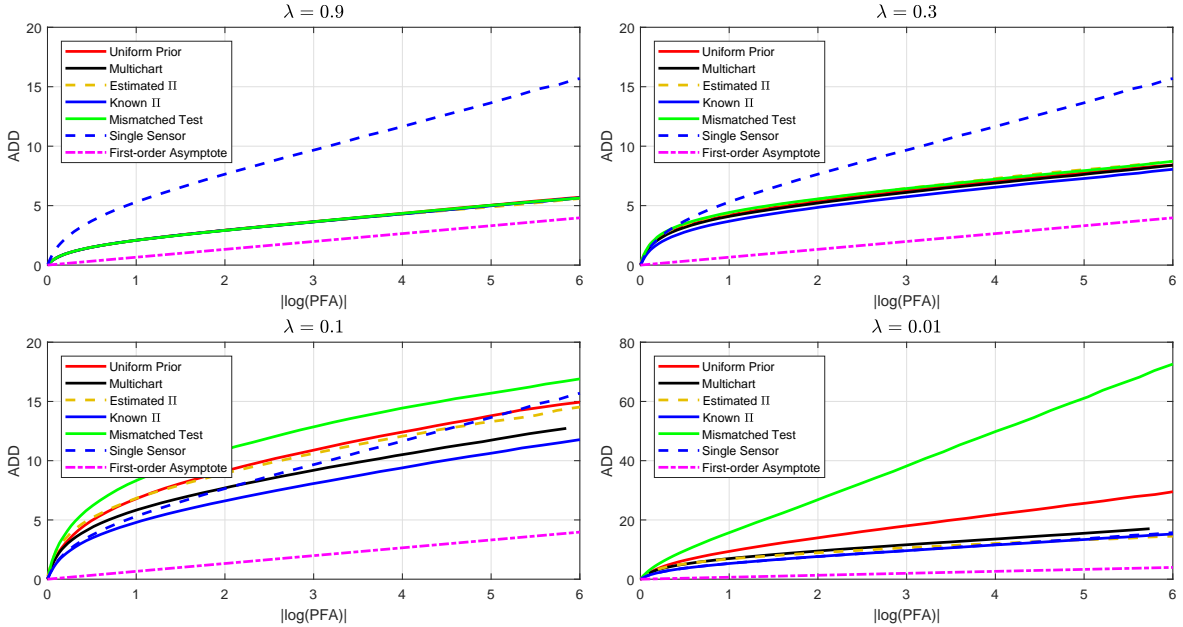 λ = 0.9
20
15
10
5
0
ADD
Uniform Prior
Multichart
Estimated Π
Known Π
Mismatched Test
Single Sensor
First-order Asymptote
0 1 2 3 4 5 6
|log(PFA)|
λ = 0.3
20
15
10
5
0
ADD
Uniform Prior
Multichart
Estimated Π
Known Π
Mismatched Test
Single Sensor
First-order Asymptote
0 1 2 3 4 5 6
|log(PFA)|
λ = 0.1
20
15
10
5
0
ADD
Uniform Prior
Multichart
Estimated Π
Known Π
Mismatched Test
Single Sensor
First-order Asymptote
0 1 2 3 4 5 6
|log(PFA)|
λ = 0.01
80
60
40
20
0
ADD
Uniform Prior
Multichart
Estimated Π
Known Π
Mismatched Test
Single Sensor
First-order Asymptote
0 1 2 3 4 5 6
|log(PFA)|